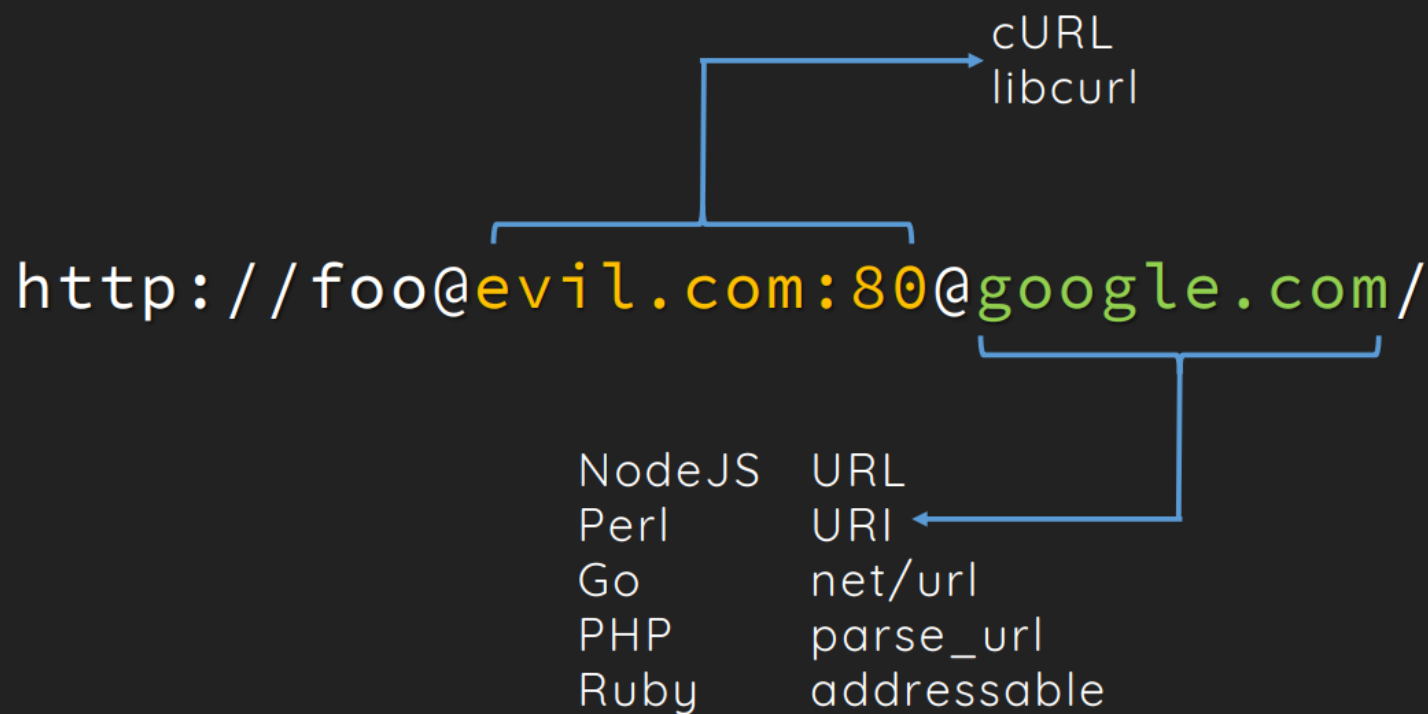 cURL
libcurl
http://foo@evil.com:80@google.com/
NodeJS URL
Perl URI
Go net/url
PHP parse_url
Ruby addressable